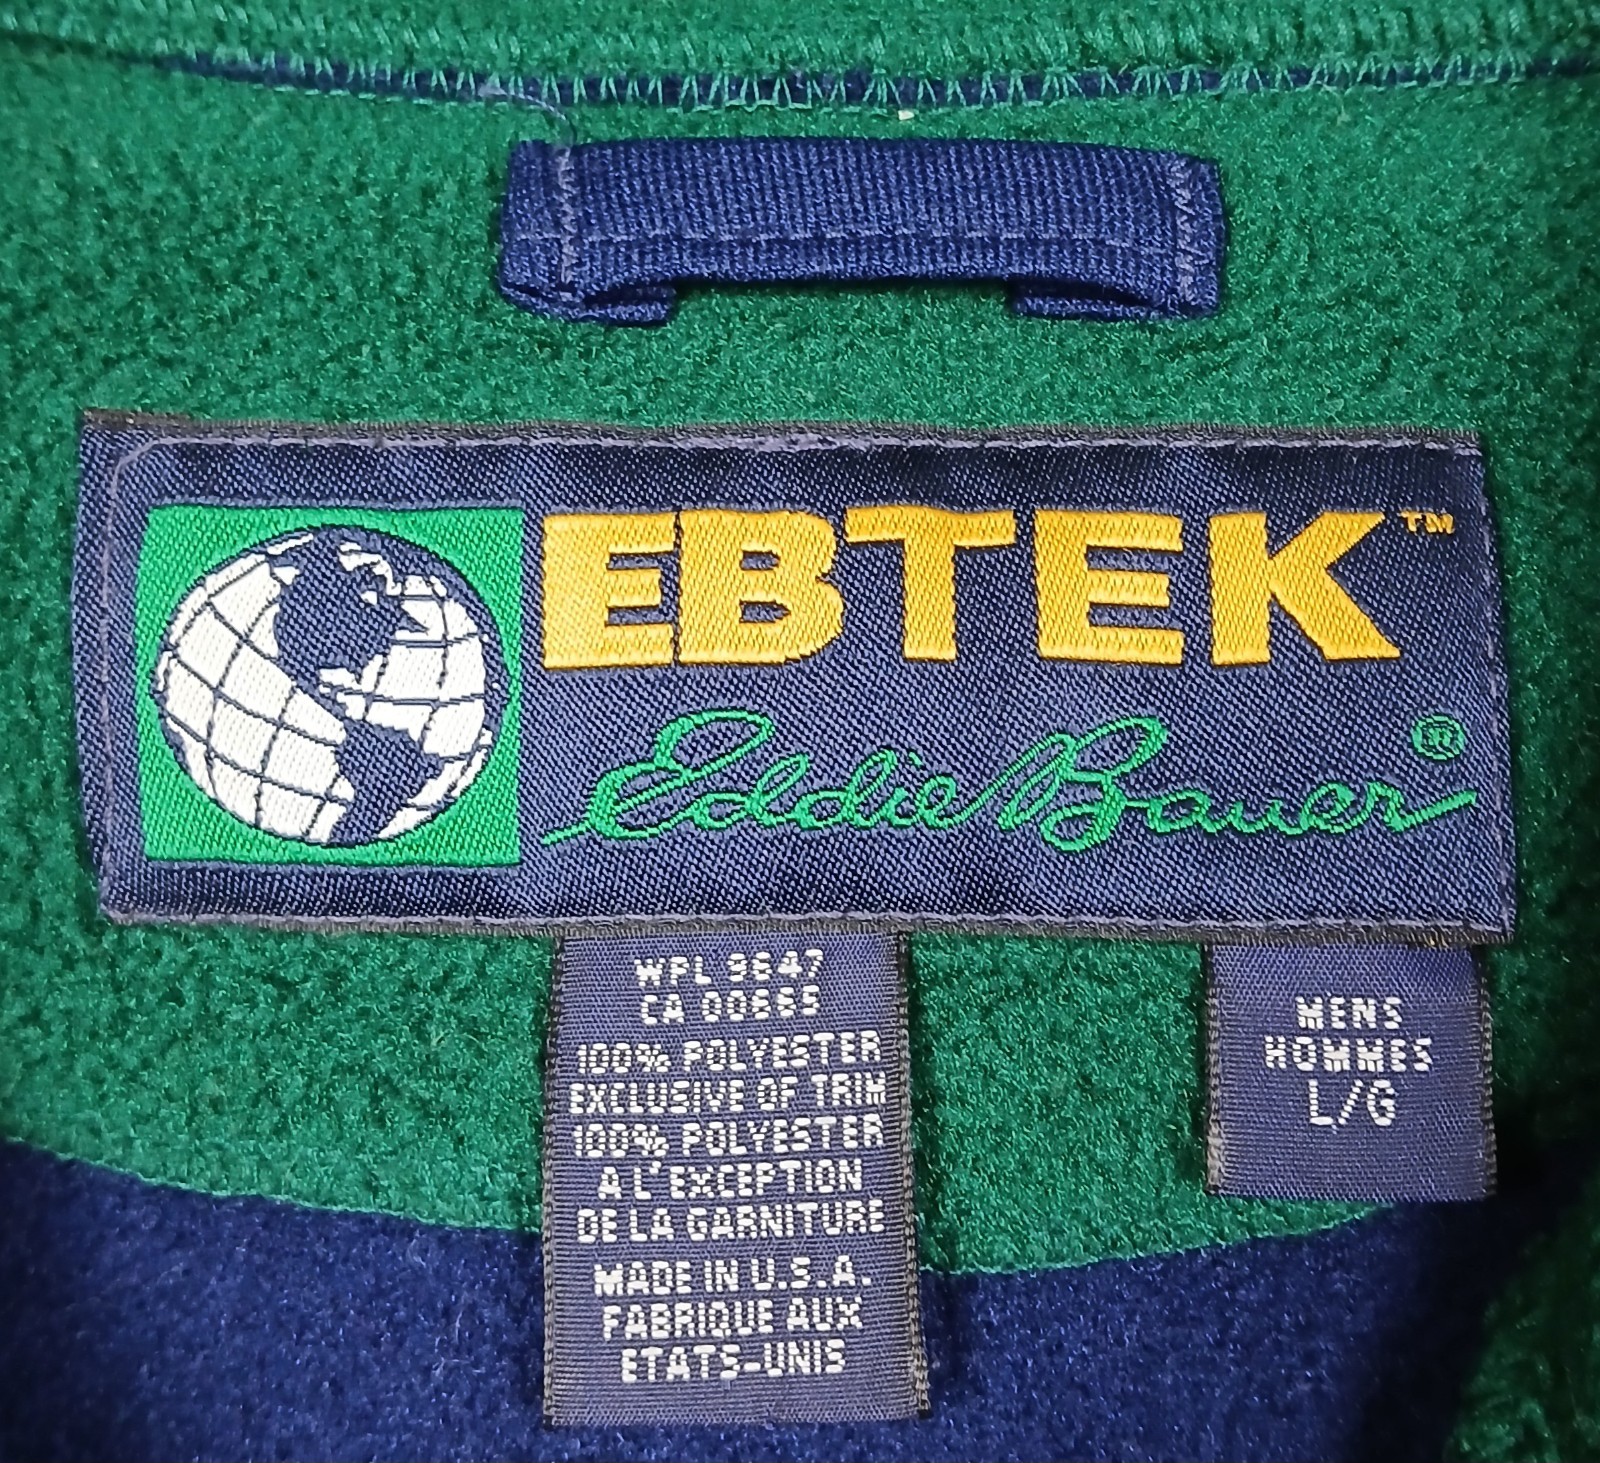 EBTEK™
Eddie Bauer®
WPL 9647
CA 00665
100% POLYESTER
EXCLUSIVE OF TRIM
100% POLYESTER
A L'EXCEPTION
DE LA GARNITURE
MADE IN U.S.A.
FABRIQUE AUX
ETATS-UNIS
MENS
HOMMES
L/G